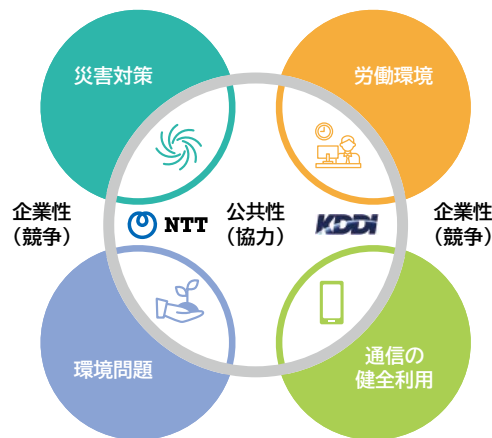 災害対策
労働環境
企業性
（競争）
NTT
公共性
（協力）
KDDI
企業性
（競争）
環境問題
通信の
健全利用